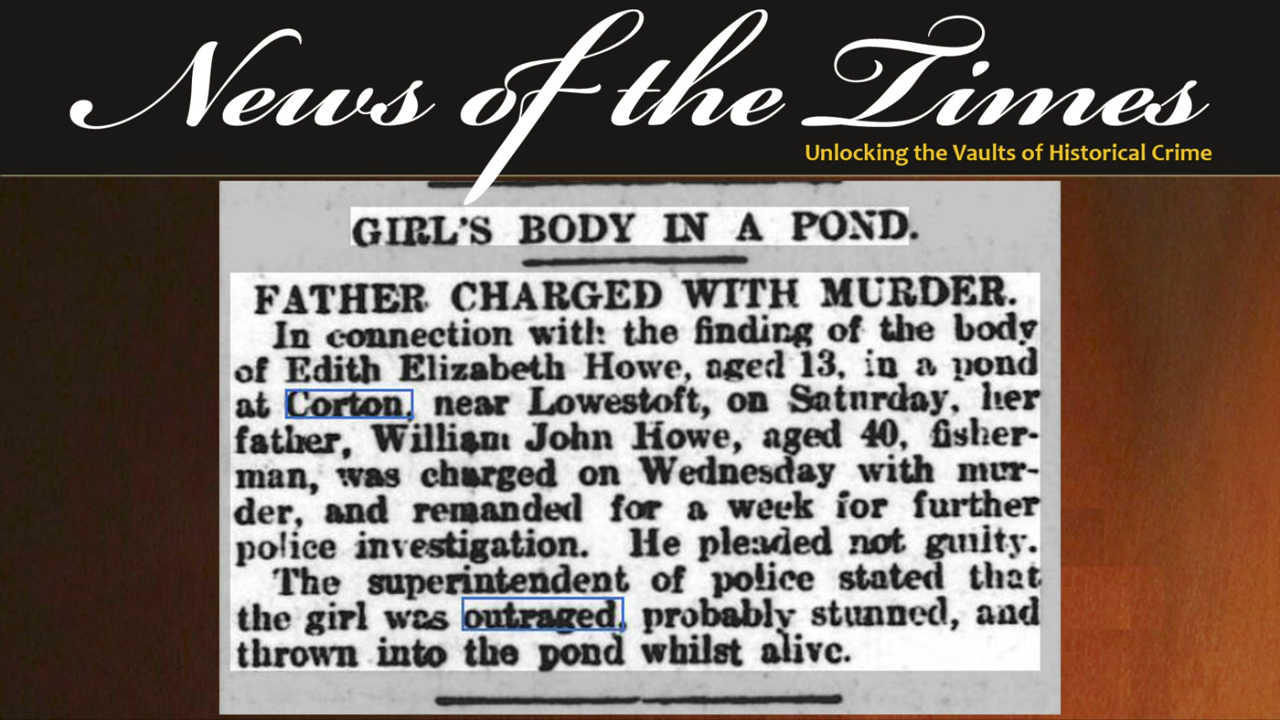 News of the Times
Unlocking the Vaults of Historical Crime
GIRL'S BODY IN A POND.
FATHER CHARGED WITH MURDER.
In connection with the finding of the body
of Edith Elizabeth Howe, aged 13, in a pond
at Corton, near Lowestoft, on Saturday, her
father, William John Howe, aged 40, fisher-
man, was charged on Wednesday with mur-
der, and remanded for a week for further
police investigation. He pleaded not guilty.
The superintendent of police stated that
the girl was outraged, probably stunned, and
thrown into the pond whilst alive.